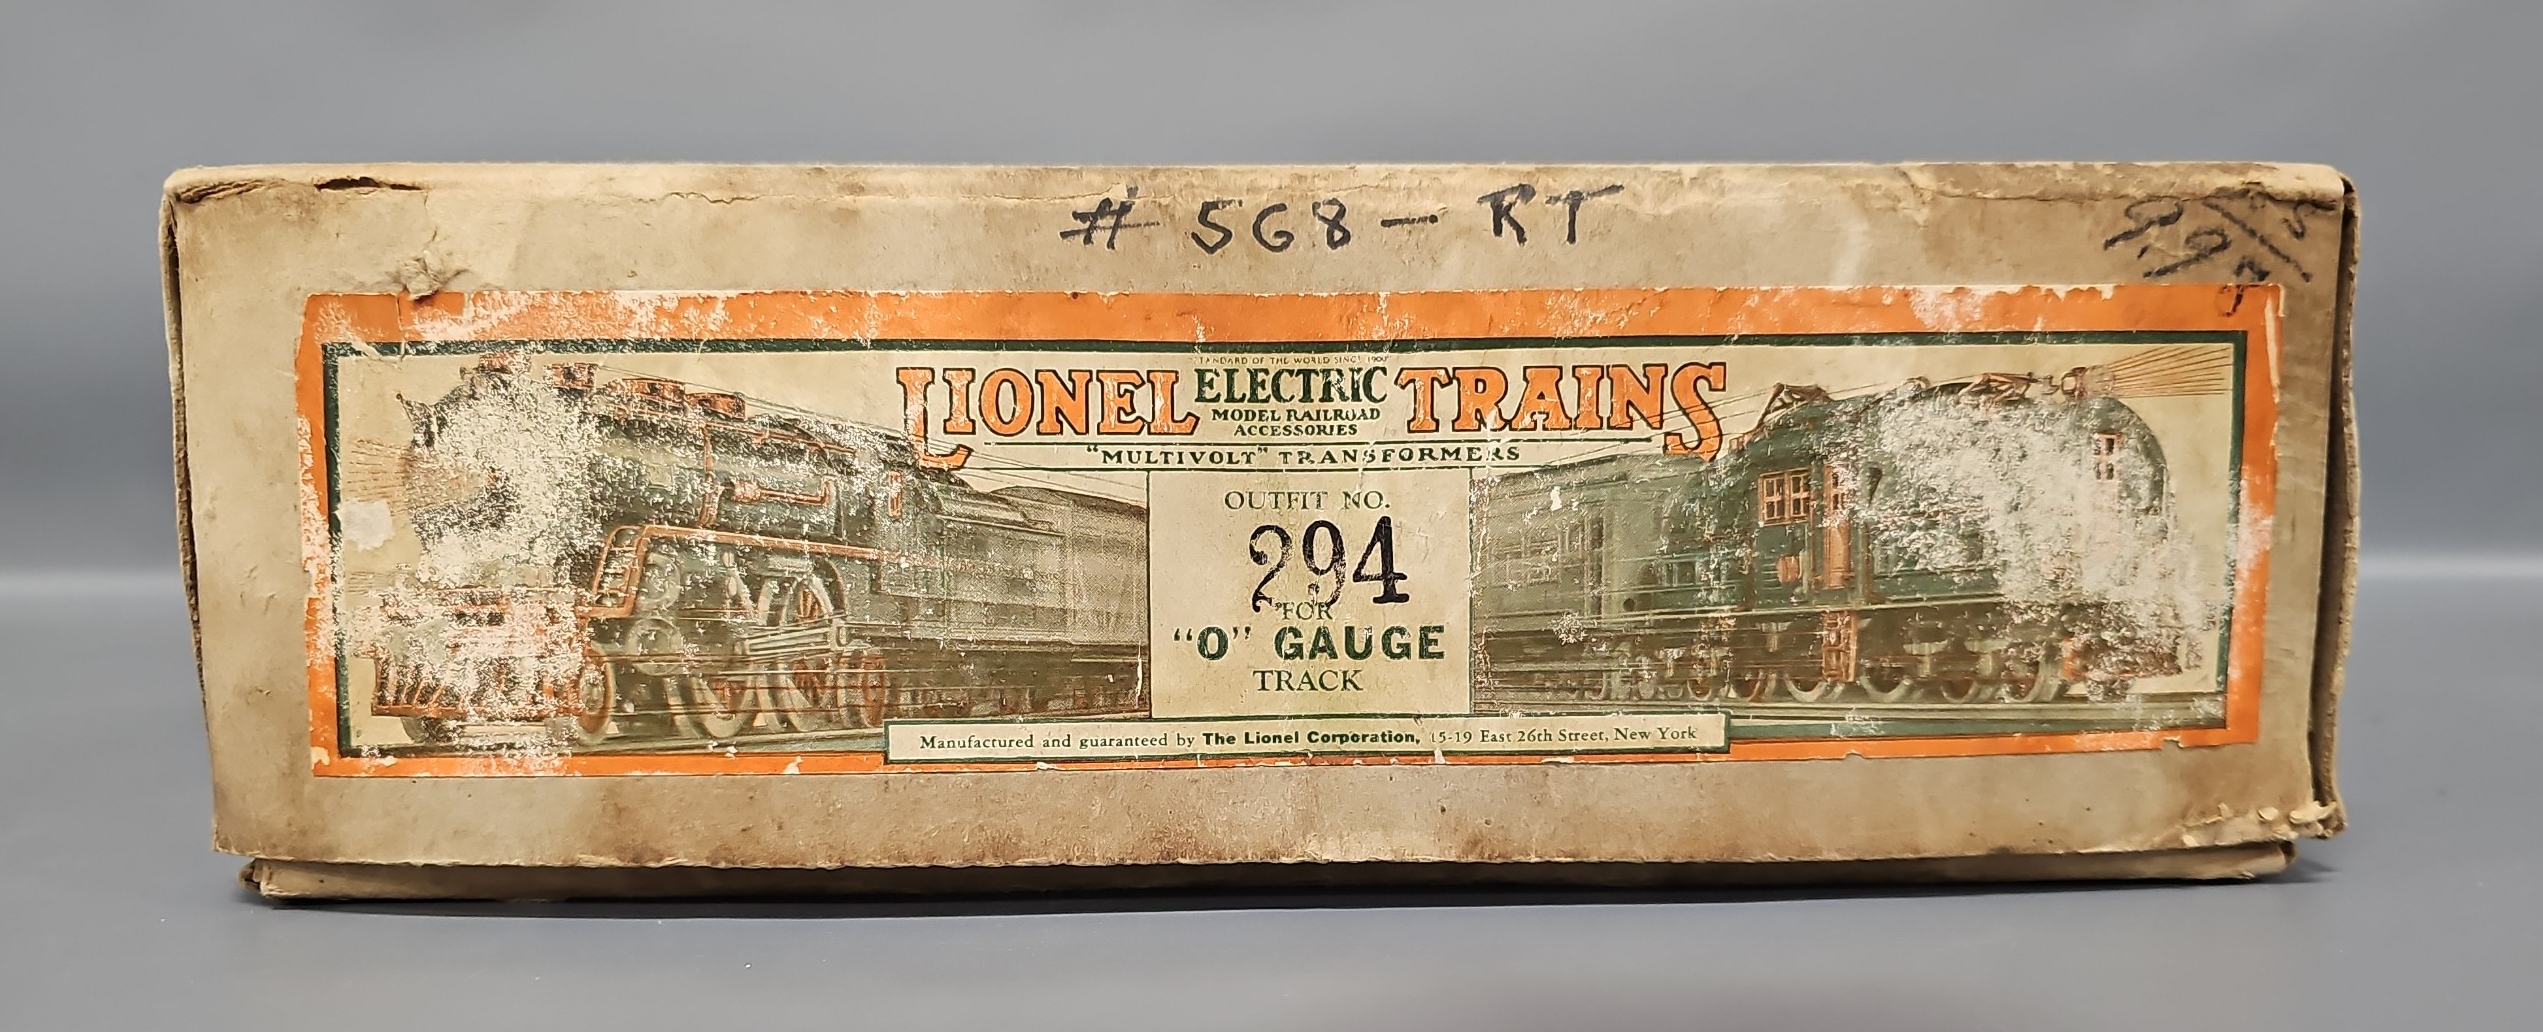 # 568 - RT
STANDARD OF THE WORLD SINCE 1900
LIONEL ELECTRIC TRAINS
MODEL RAILROAD
ACCESSORIES
"MULTIVOLT" TRANSFORMERS
OUTFIT NO.
294
FOR
"O" GAUGE
TRACK
Manufactured and guaranteed by The Lionel Corporation, 15-19 East 26th Street, New York